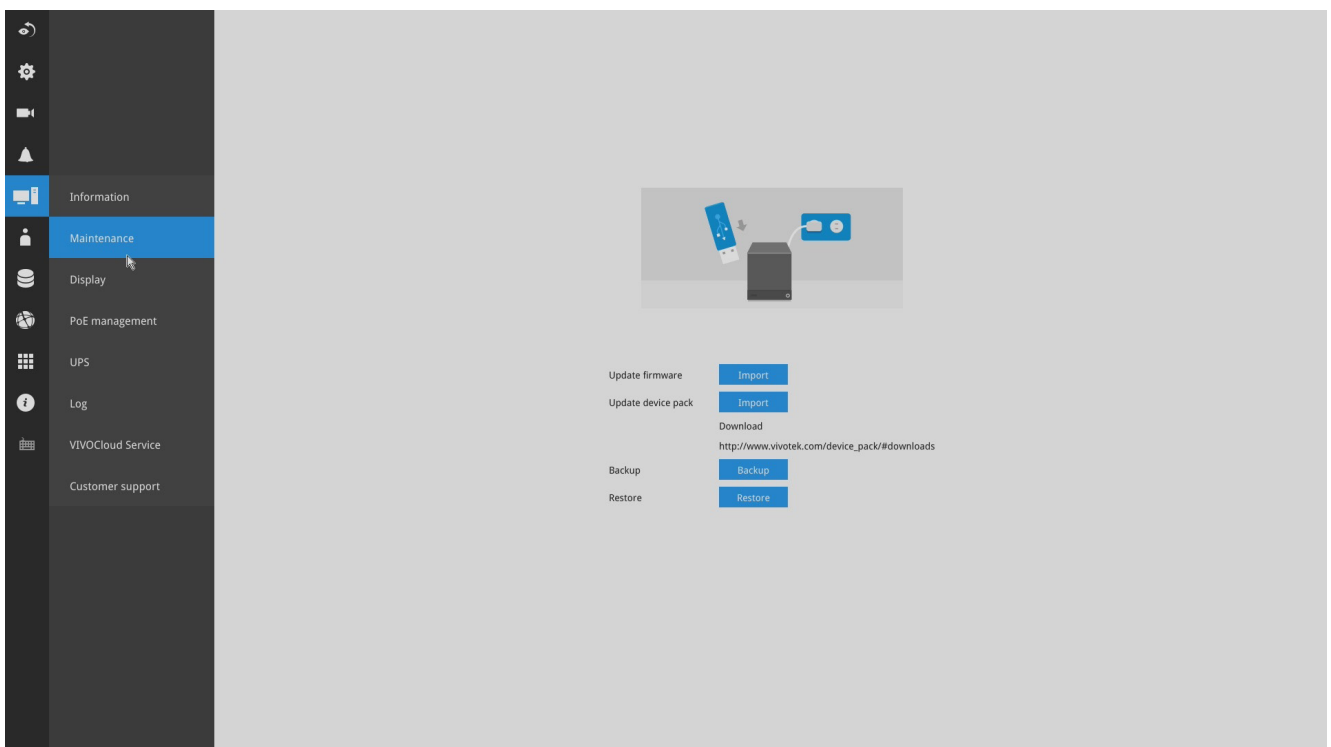 Information
Maintenance
Display
PoE management
UPS
Log
VIVOCloud Service
Customer support
Update firmware Import
Update device pack Import
Download
http://www.vivotek.com/device_pack/#downloads
Backup Backup
Restore Restore